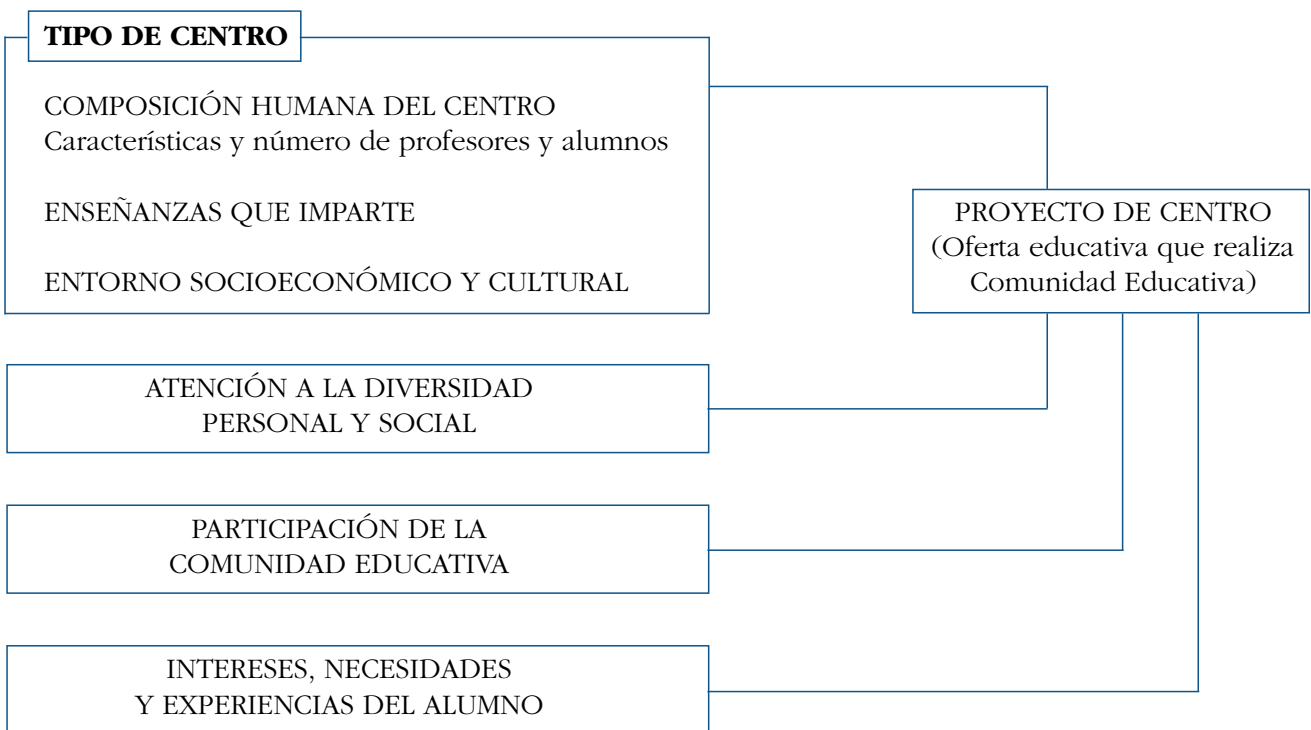 TIPO DE CENTRO
COMPOSICIÓN HUMANA DEL CENTRO
Características y número de profesores y alumnos
ENSEÑANZAS QUE IMPARTE
ENTORNO SOCIOECONÓMICO Y CULTURAL
PROYECTO DE CENTRO
(Oferta educativa que realiza
Comunidad Educativa)
ATENCIÓN A LA DIVERSIDAD
PERSONAL Y SOCIAL
PARTICIPACIÓN DE LA
COMUNIDAD EDUCATIVA
INTERESES, NECESIDADES
Y EXPERIENCIAS DEL ALUMNO